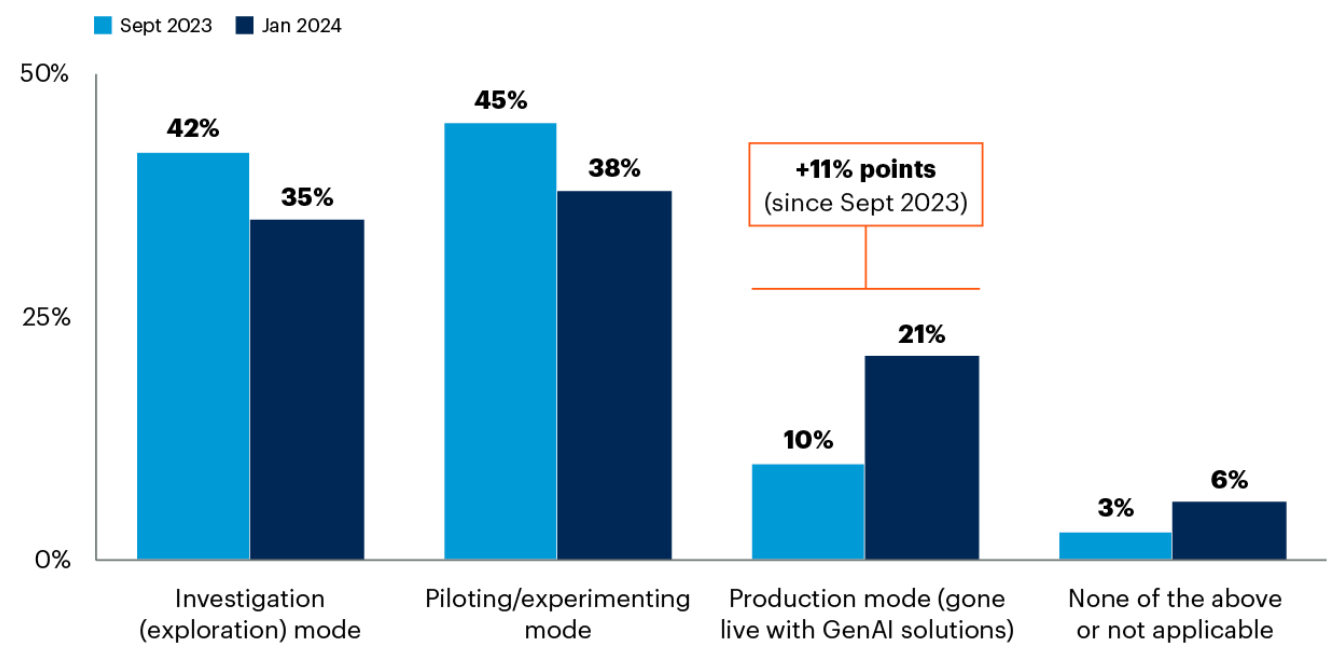 Sept 2023 Jan 2024
50%
25%
0%
42%
35%
45%
38%
+11% points
(since Sept 2023)
10%
21%
3%
6%
Investigation
(exploration) mode
Piloting/experimenting
mode
Production mode (gone
live with GenAI solutions)
None of the above
or not applicable